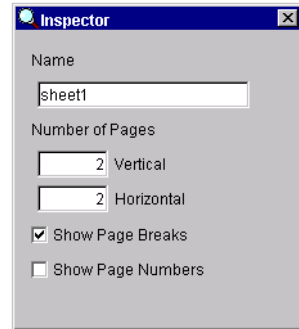 Inspector
Name
sheet1
Number of Pages
2 Vertical
2 Horizontal
Show Page Breaks
Show Page Numbers